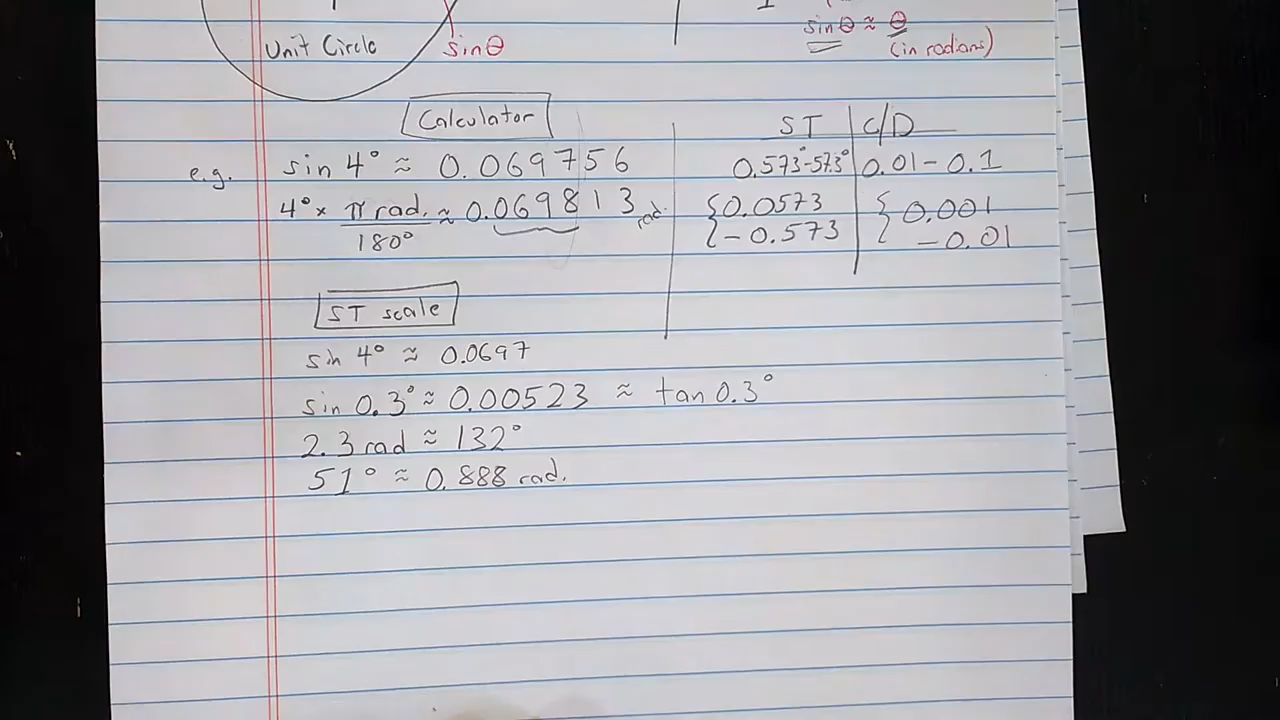 Unit Circle
sinθ
1
sinθ ≈ θ
(in radians)
Calculator
e.g. sin 4° ≈ 0.069756
4° × π rad. / 180° ≈ 0.069813 rad.
ST | C/D
0.573°-5.73° | 0.01 - 0.1
{0.0573 | { 0.001
{- 0.573 | - 0.01
ST scale
sin 4° ≈ 0.0697
sin 0.3° ≈ 0.00523 ≈ tan 0.3°
2.3 rad ≈ 132°
51° ≈ 0.888 rad.